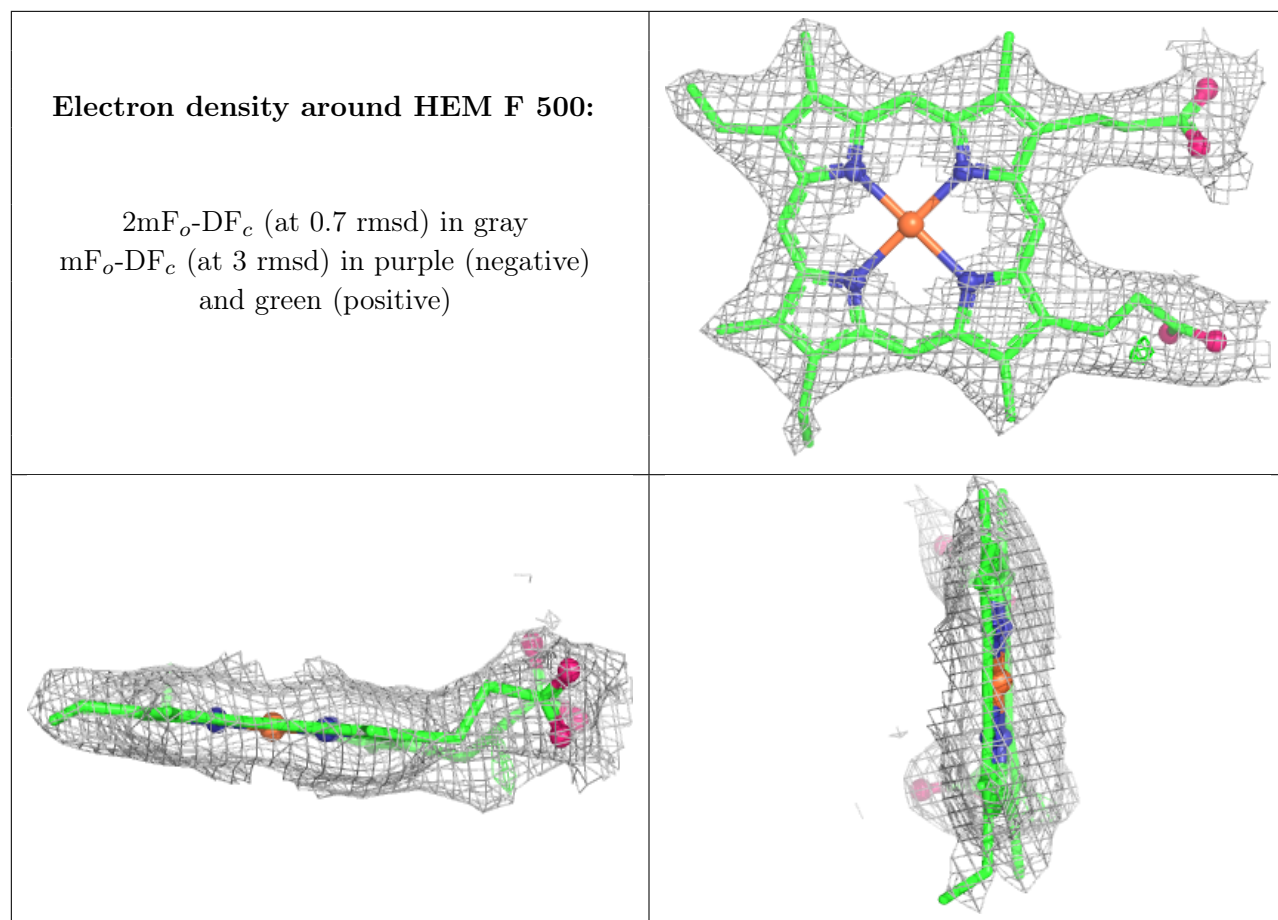 Electron density around HEM F 500:
2mFo-DFc (at 0.7 rmsd) in gray
mFo-DFc (at 3 rmsd) in purple (negative)
and green (positive)